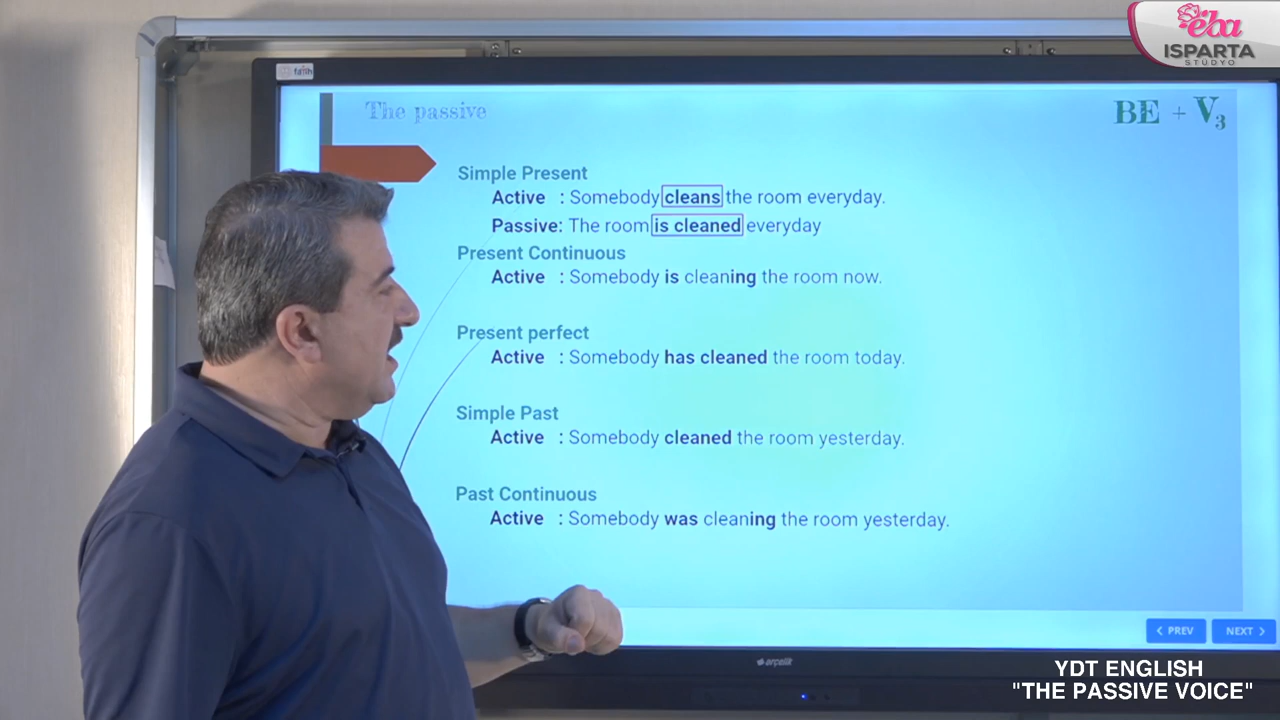 eba
ISPARTA
STÜDYO
fatih
The passive
BE + V3
Simple Present
Active : Somebody cleans the room everyday.
Passive: The room is cleaned everyday
Present Continuous
Active : Somebody is cleaning the room now.
Present perfect
Active : Somebody has cleaned the room today.
Simple Past
Active : Somebody cleaned the room yesterday.
Past Continuous
Active : Somebody was cleaning the room yesterday.
< PREV
NEXT >
arçelik
YDT ENGLISH
"THE PASSIVE VOICE"